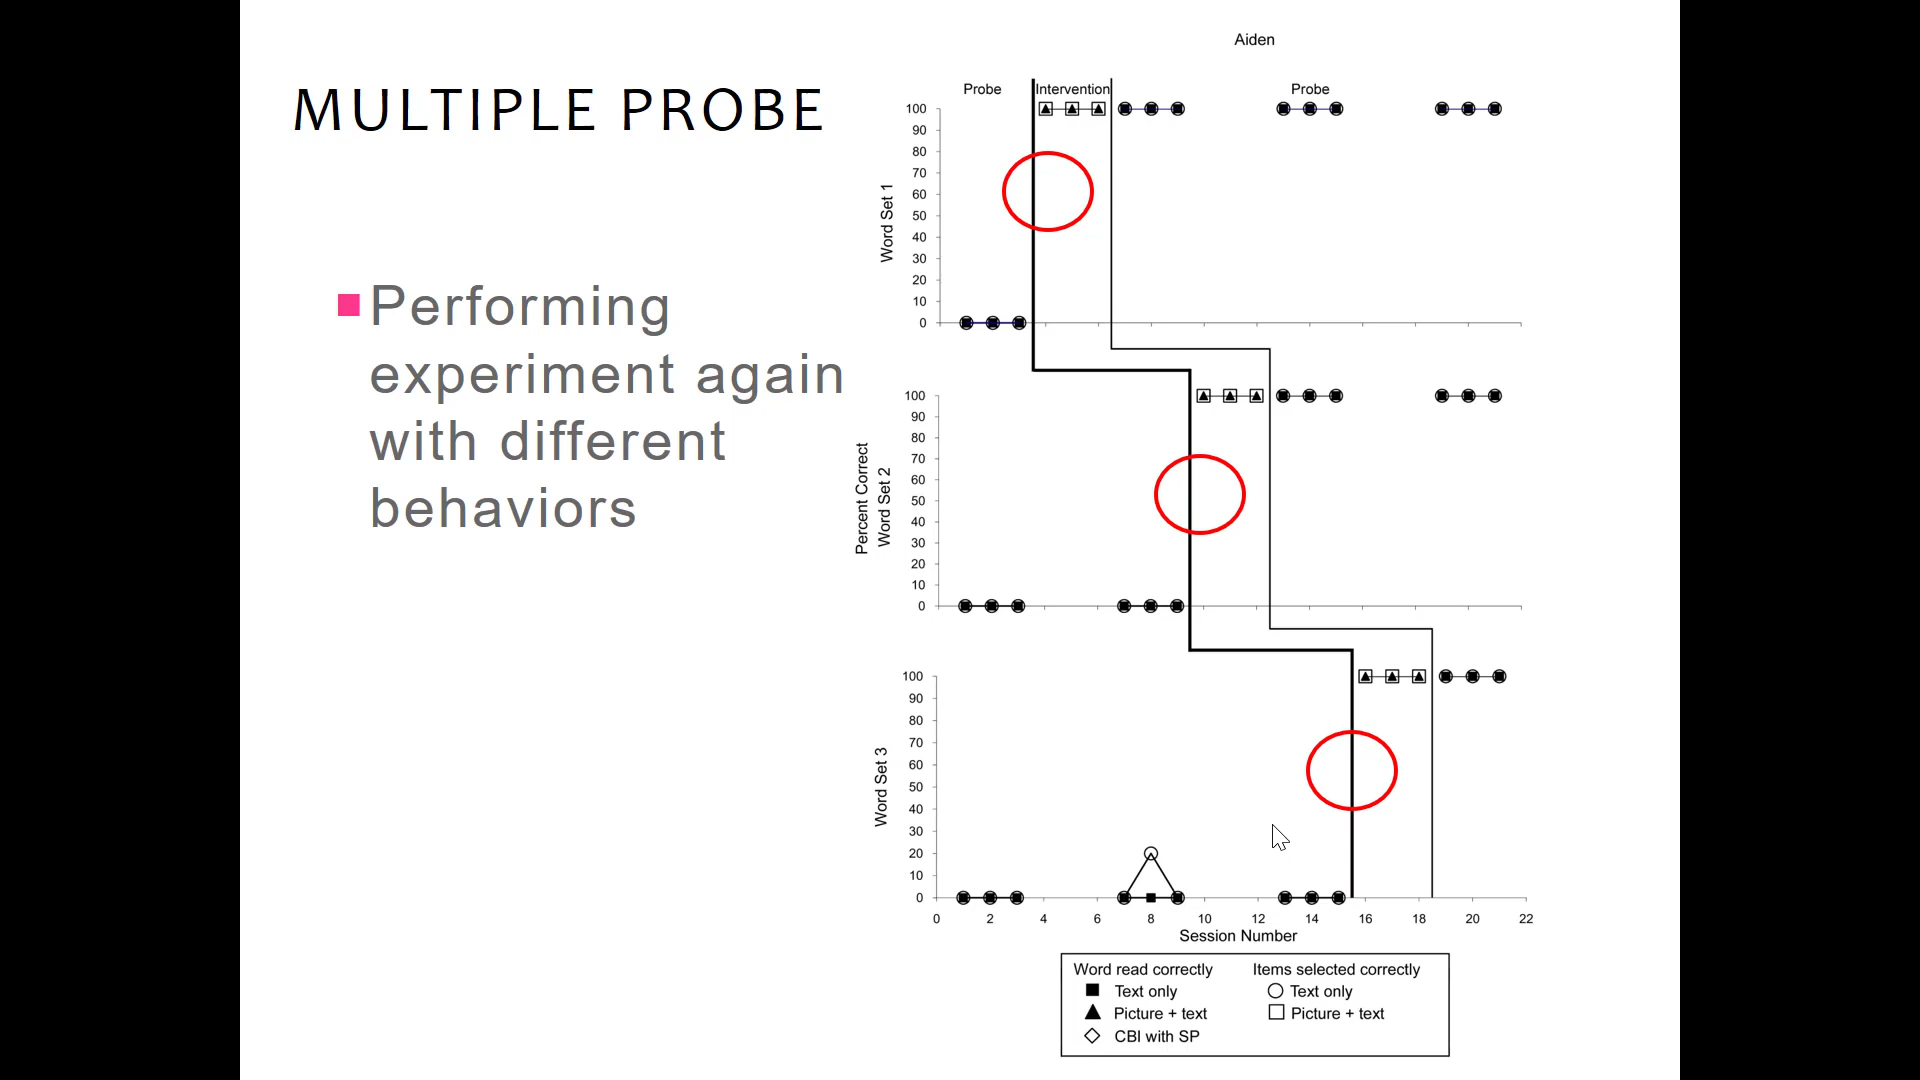 MULTIPLE PROBE
Performing
experiment again
with different
behaviors
Aiden
Probe
Intervention
Probe
100
90
80
70
60
50
40
30
20
10
0
Word Set 1
100
90
80
70
60
50
40
30
20
10
0
Percent Correct
Word Set 2
100
90
80
70
60
50
40
30
20
10
0
Word Set 3
0 2 4 6 8 10 12 14 16 18 20 22
Session Number
Word read correctly
Text only
Picture + text
CBI with SP
Items selected correctly
Text only
Picture + text